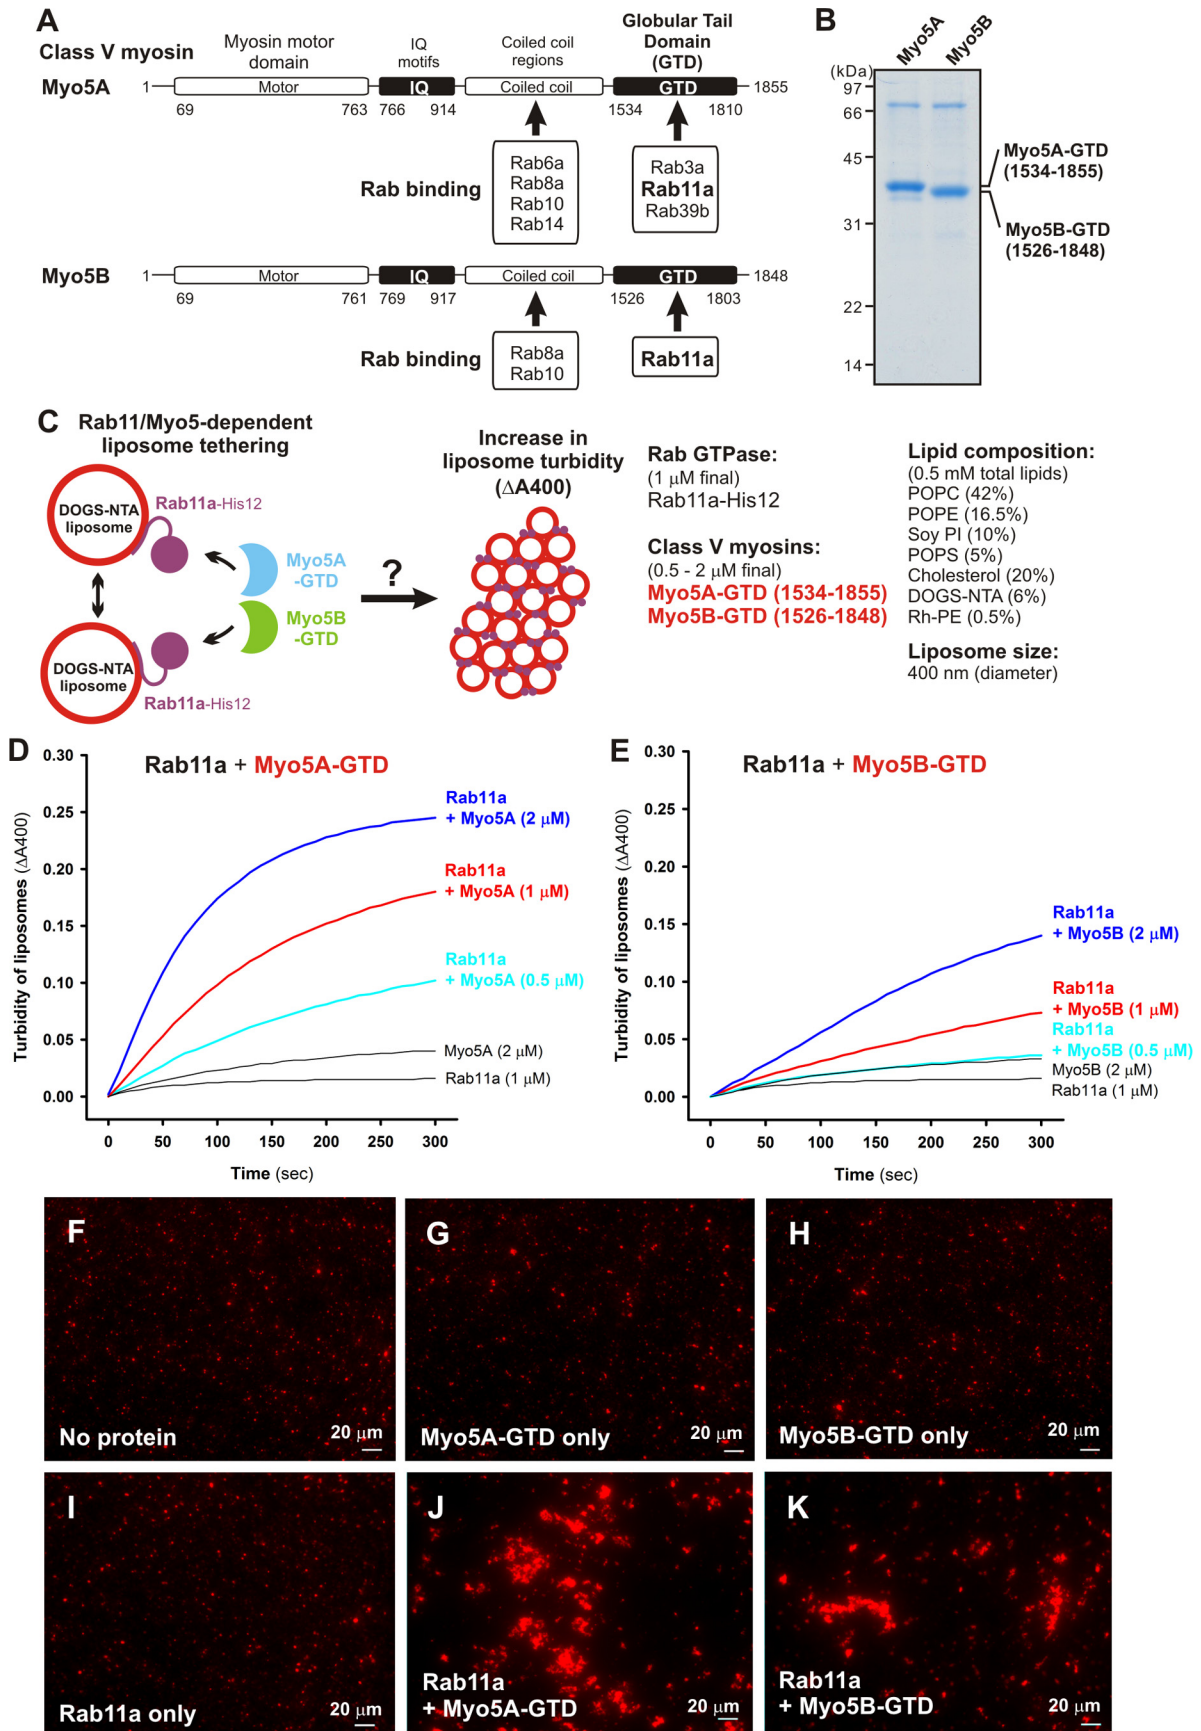 A
Class V myosin
Myosin motor
domain
IQ
motifs
Coiled coil
regions
Globular Tail
Domain
(GTD)
Myo5A
1
Motor
IQ
Coiled coil
GTD
1855
69
763
766
914
1534
1810
Rab binding
Rab6a
Rab8a
Rab10
Rab14
Rab3a
Rab11a
Rab39b
Myo5B
1
Motor
IQ
Coiled coil
GTD
1848
69
761
769
917
1526
1803
Rab binding
Rab8a
Rab10
Rab11a
B
Myo5A
Myo5B
(kDa)
97
66
45
31
22
14
Myo5A-GTD
(1534-1855)
Myo5B-GTD
(1526-1848)
C
Rab11/Myo5-dependent
liposome tethering
DOGS-NTA
liposome
Rab11a-His12
Myo5A
-GTD
Myo5B
-GTD
DOGS-NTA
liposome
Rab11a-His12
?
Increase in
liposome turbidity
(ΔA400)
Rab GTPase:
(1 μM final)
Rab11a-His12
Class V myosins:
(0.5 - 2 μM final)
Myo5A-GTD (1534-1855)
Myo5B-GTD (1526-1848)
Lipid composition:
(0.5 mM total lipids)
POPC (42%)
POPE (16.5%)
Soy PI (10%)
POPS (5%)
Cholesterol (20%)
DOGS-NTA (6%)
Rh-PE (0.5%)
Liposome size:
400 nm (diameter)
D
Rab11a + Myo5A-GTD
Turbidity of liposomes (ΔA400)
0.30
0.25
0.20
0.15
0.10
0.05
0.00
0
50
100
150
200
250
300
Time (sec)
Rab11a
+ Myo5A (2 μM)
Rab11a
+ Myo5A (1 μM)
Rab11a
+ Myo5A (0.5 μM)
Myo5A (2 μM)
Rab11a (1 μM)
E
Rab11a + Myo5B-GTD
Turbidity of liposomes (ΔA400)
0.30
0.25
0.20
0.15
0.10
0.05
0.00
0
50
100
150
200
250
300
Time (sec)
Rab11a
+ Myo5B (2 μM)
Rab11a
+ Myo5B (1 μM)
Rab11a
+ Myo5B (0.5 μM)
Myo5B (2 μM)
Rab11a (1 μM)
F
No protein
20 μm
G
Myo5A-GTD only
20 μm
H
Myo5B-GTD only
20 μm
I
Rab11a only
20 μm
J
Rab11a
+ Myo5A-GTD
20 μm
K
Rab11a
+ Myo5B-GTD
20 μm